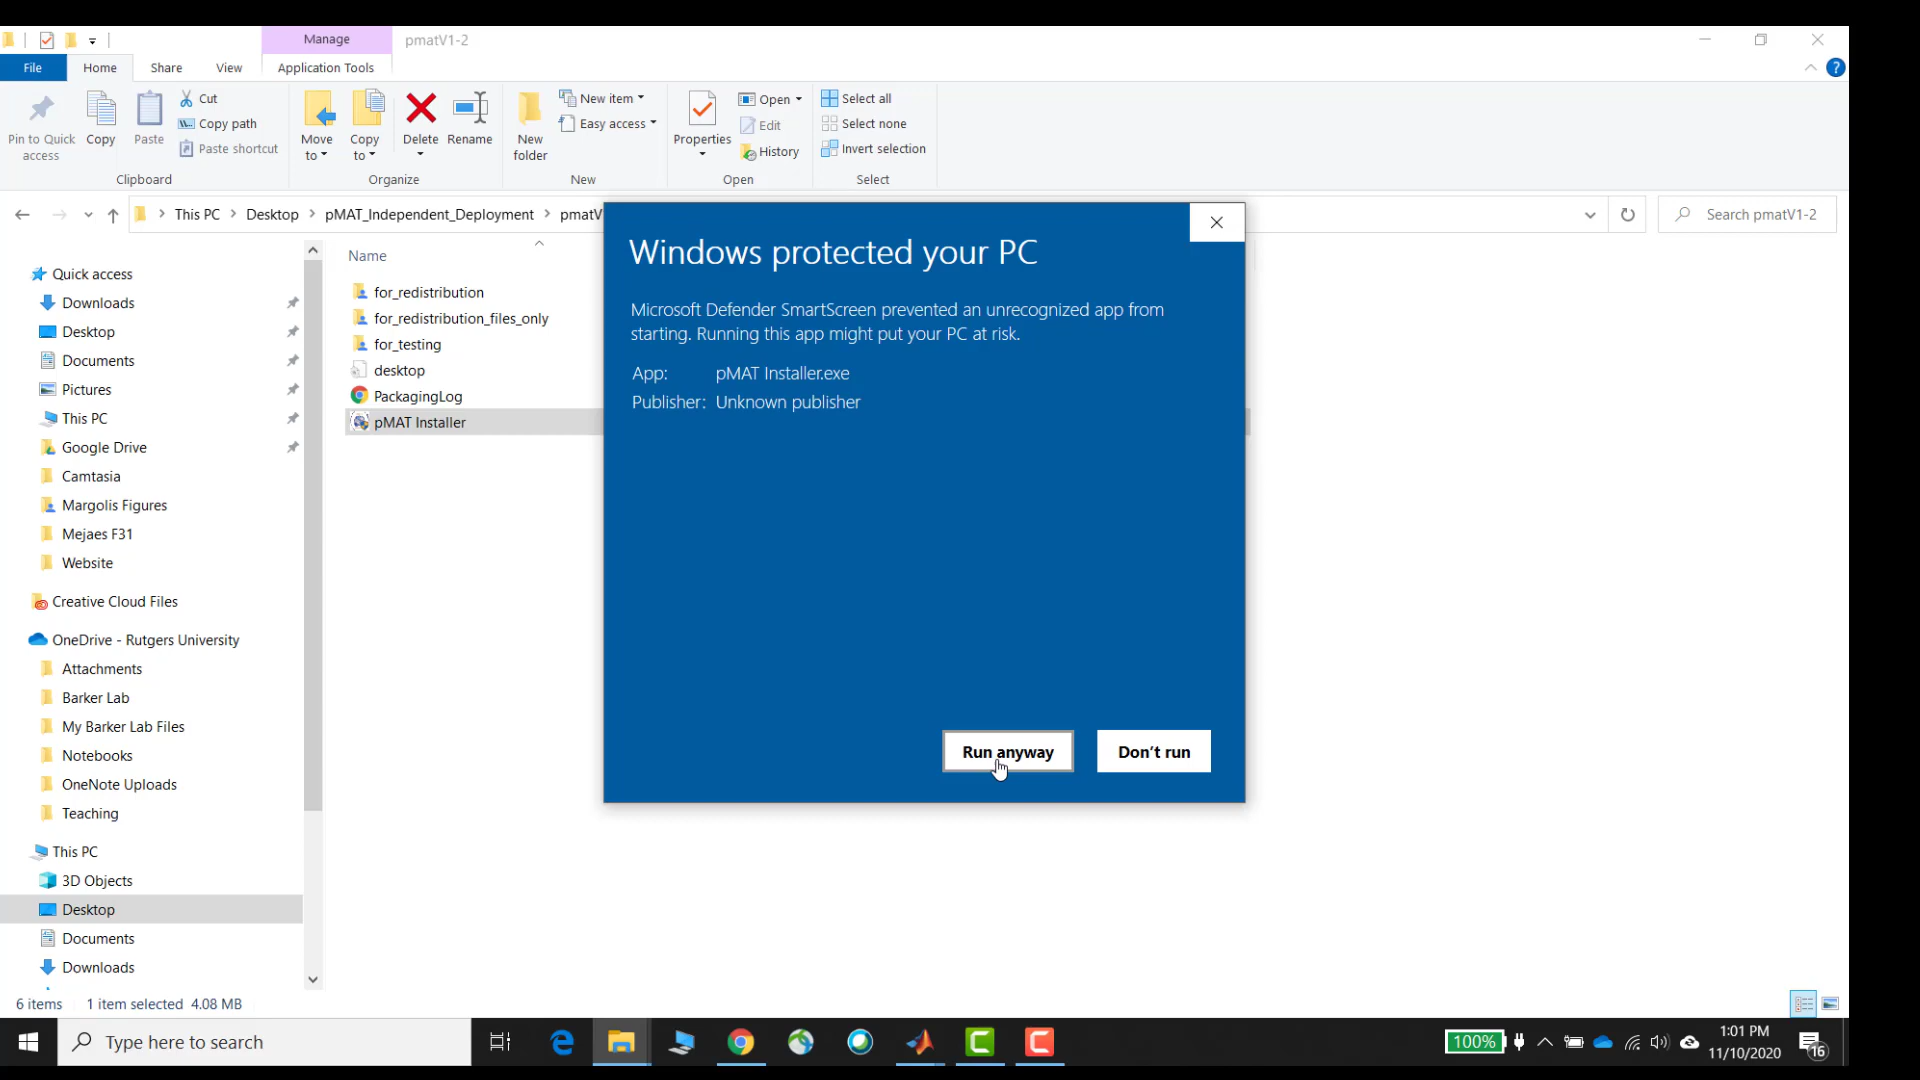 Manage
pmatV1-2
File
Home
Share
View
Application Tools
?
Pin to Quick
access
Copy
Paste
Cut
Copy path
Paste shortcut
Move
to
Copy
to
Delete
Rename
New
folder
New item
Easy access
Properties
Open
Edit
History
Select all
Select none
Invert selection
Clipboard
Organize
New
Open
Select
This PC
Desktop
pMAT_Independent_Deployment
pmatV
Search pmatV1-2
Quick access
Downloads
Desktop
Documents
Pictures
This PC
Google Drive
Camtasia
Margolis Figures
Mejaes F31
Website
Creative Cloud Files
OneDrive - Rutgers University
Attachments
Barker Lab
My Barker Lab Files
Notebooks
OneNote Uploads
Teaching
This PC
3D Objects
Desktop
Documents
Downloads
Name
for_redistribution
for_redistribution_files_only
for_testing
desktop
PackagingLog
pMAT Installer
Windows protected your PC
Microsoft Defender SmartScreen prevented an unrecognized app from
starting. Running this app might put your PC at risk.
App: pMAT Installer.exe
Publisher: Unknown publisher
Run anyway
Don't run
6 items 1 item selected 4.08 MB
Type here to search
100%
1:01 PM
11/10/2020
16